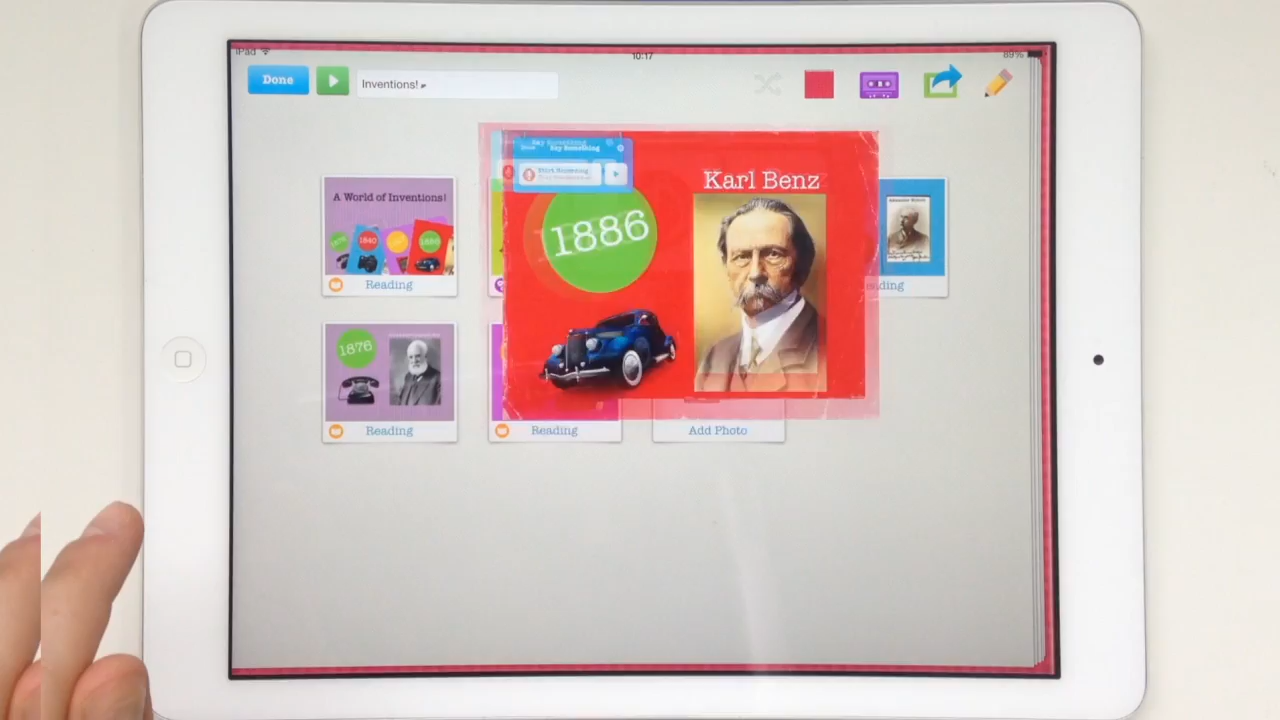 iPad
10:17
89%
Done
Inventions!
Say Something
Start Recording
Karl Benz
1886
A World of Inventions!
1840
1886
Reading
1876
Reading
Reading
Add Photo